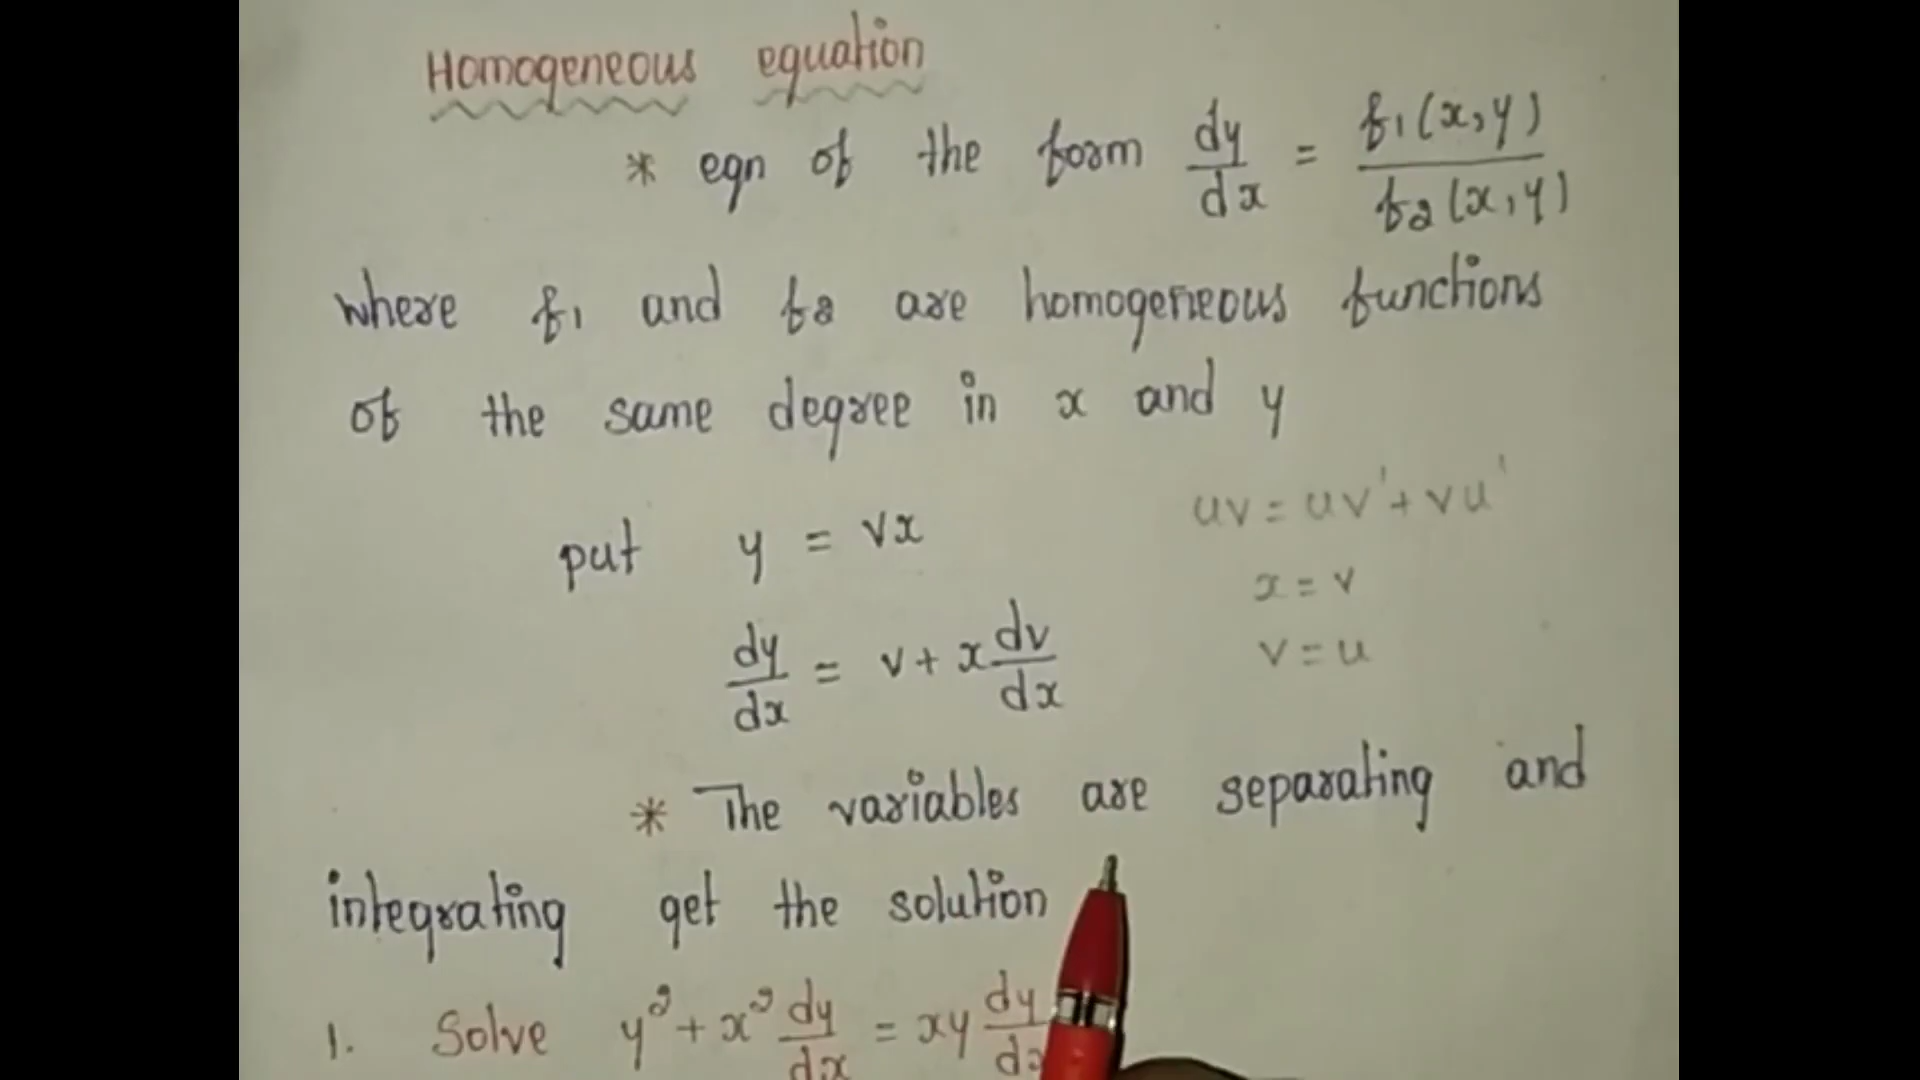 Homogeneous equation
* eqn of the form dy/dx = f1(x,y)/f2(x,y)
where f1 and f2 are homogeneous functions
of the same degree in x and y
put y = vx
uv = uv' + vu'
x = v
v = u
dy/dx = v + x dv/dx
* The variables are separating and
integrating get the solution
1. Solve y² + x² dy/dx = xy dy/dx